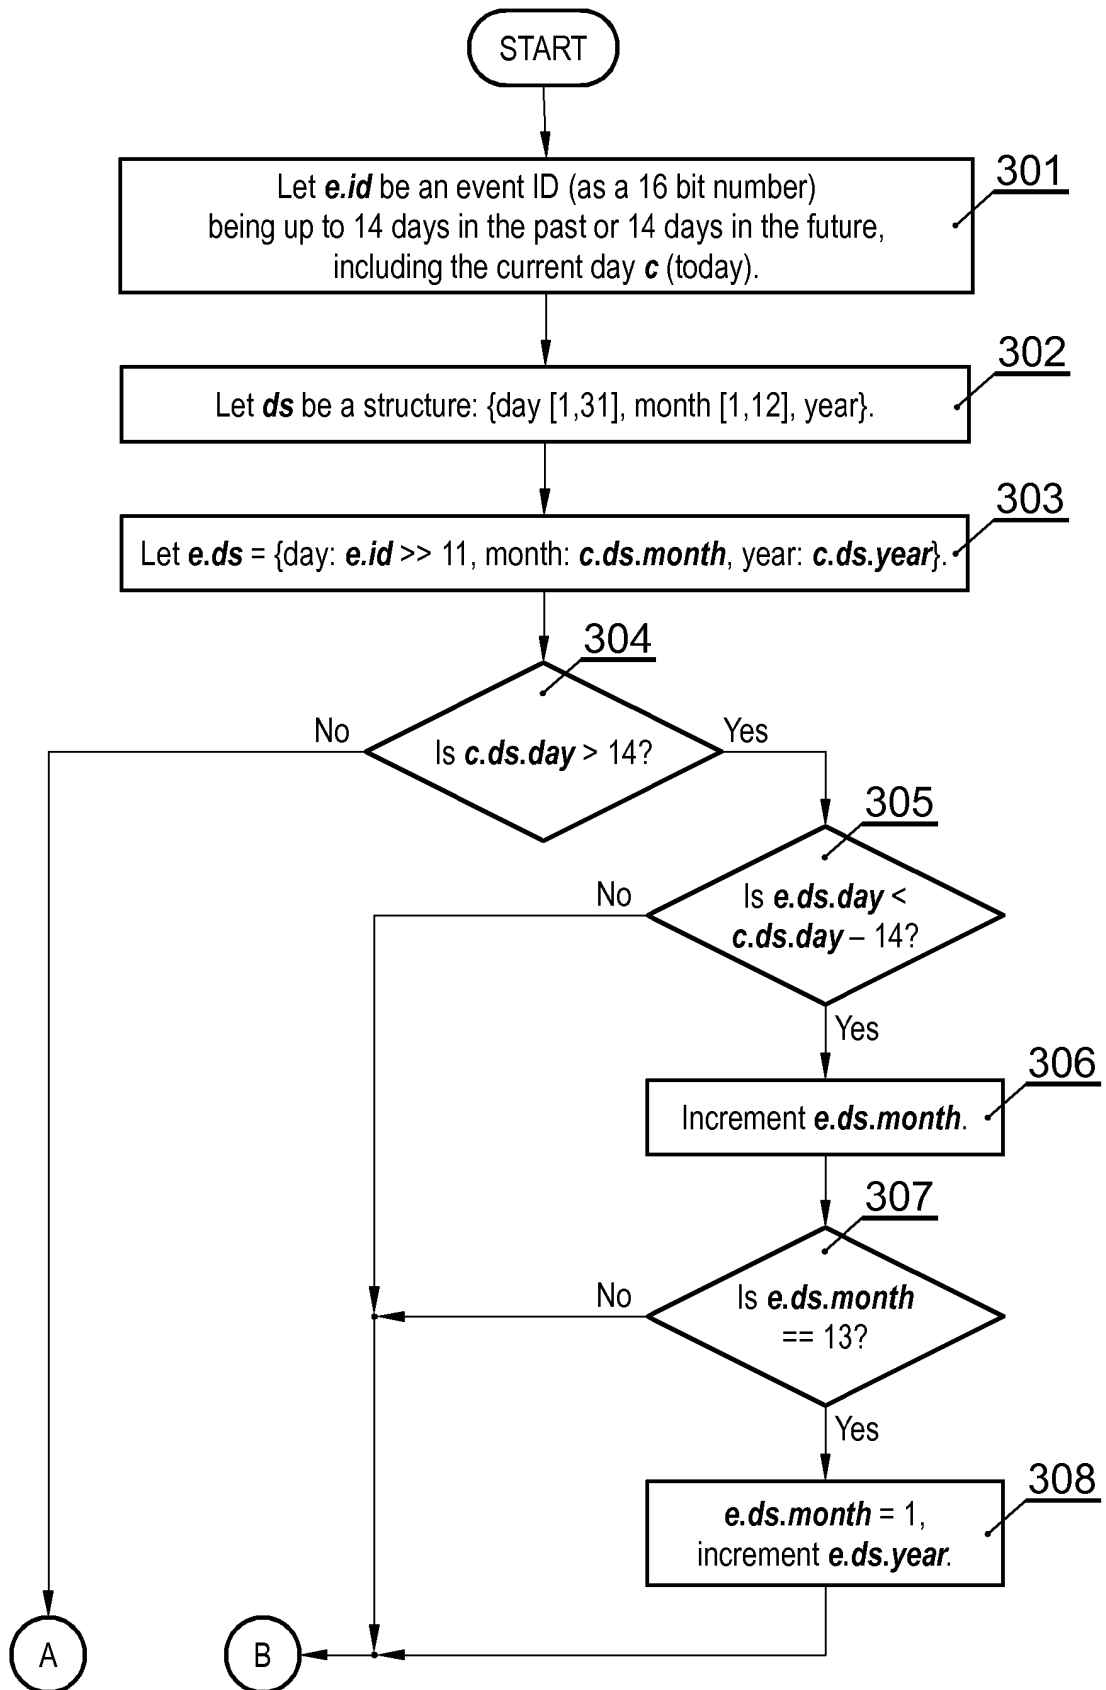 START
301
Let e.id be an event ID (as a 16 bit number)
being up to 14 days in the past or 14 days in the future,
including the current day c (today).
302
Let ds be a structure: {day [1,31], month [1,12], year}.
303
Let e.ds = {day: e.id >> 11, month: c.ds.month, year: c.ds.year}.
304
No
Is c.ds.day > 14?
Yes
305
No
Is e.ds.day <
c.ds.day – 14?
Yes
306
Increment e.ds.month.
307
No
Is e.ds.month
== 13?
Yes
308
e.ds.month = 1,
increment e.ds.year.
A
B